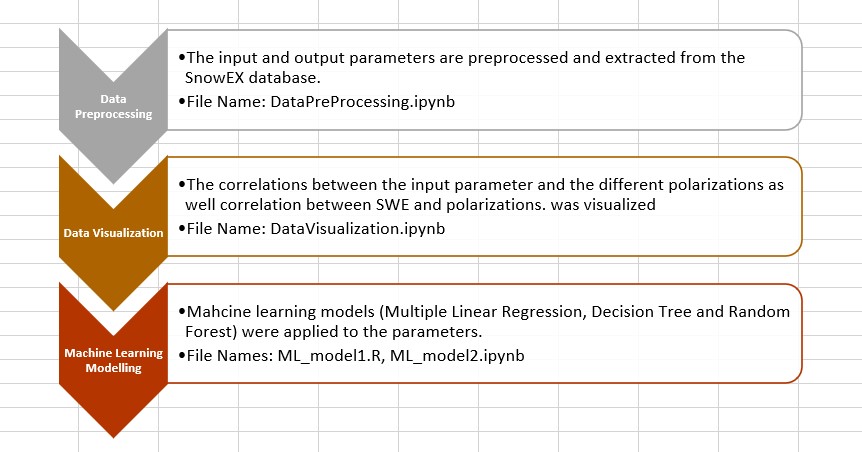 Data
Preprocessing
•The input and output parameters are preprocessed and extracted from the
SnowEX database.
•File Name: DataPreProcessing.ipynb
Data Visualization
•The correlations between the input parameter and the different polarizations as
well correlation between SWE and polarizations. was visualized
•File Name: DataVisualization.ipynb
Machine Learning
Modelling
•Mahcine learning models (Multiple Linear Regression, Decision Tree and Random
Forest) were applied to the parameters.
•File Names: ML_model1.R, ML_model2.ipynb